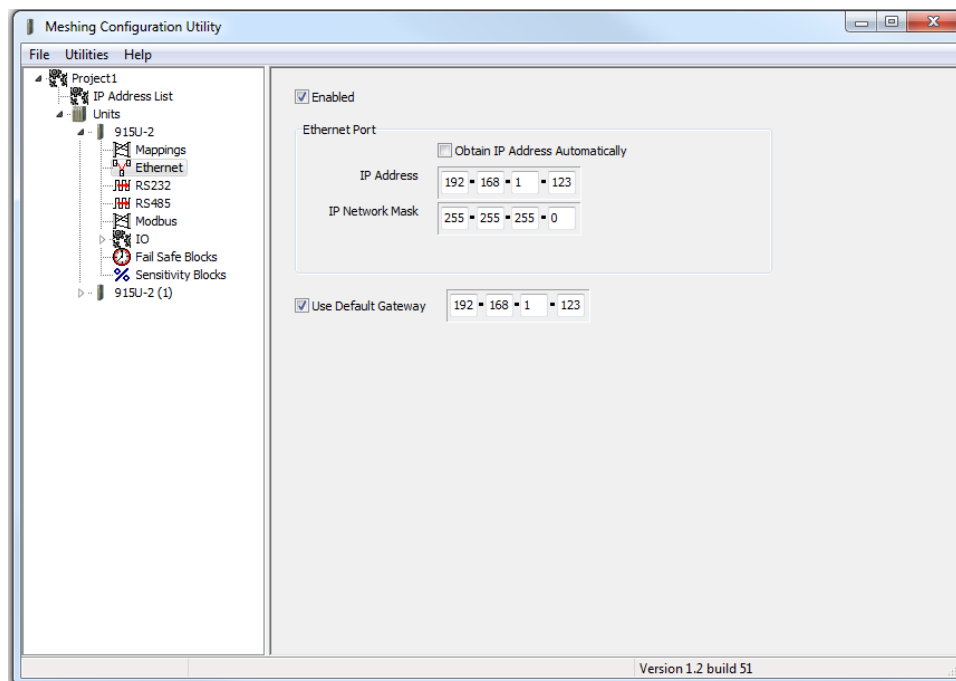 Meshing Configuration Utility
File Utilities Help
Project1
IP Address List
Units
915U-2
Mappings
Ethernet
RS232
RS485
Modbus
IO
Fail Safe Blocks
Sensitivity Blocks
915U-2 (1)
Enabled
Ethernet Port
Obtain IP Address Automatically
IP Address 192 168 1 123
IP Network Mask 255 255 255 0
Use Default Gateway 192 168 1 123
Version 1.2 build 51